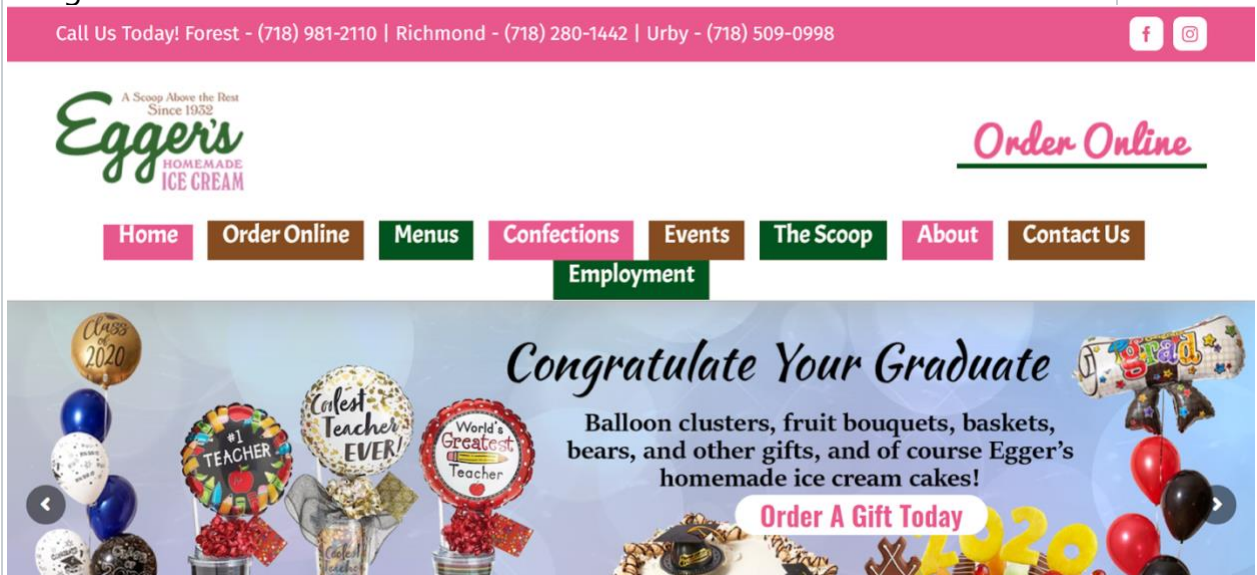 Call Us Today! Forest - (718) 981-2110 | Richmond - (718) 280-1442 | Urby - (718) 509-0998
A Scoop Above the Rest
Since 1932
Egger's
HOMEMADE
ICE CREAM
Order Online
Home Order Online Menus Confections Events The Scoop About Contact Us
Employment
Class
of
2020
#1
TEACHER
Coolest
Teacher
EVER!
World's
Greatest
Teacher
Congratulate Your Graduate
grad
Balloon clusters, fruit bouquets, baskets,
bears, and other gifts, and of course Egger's
homemade ice cream cakes!
Order A Gift Today
Coolest
Teacher
2020